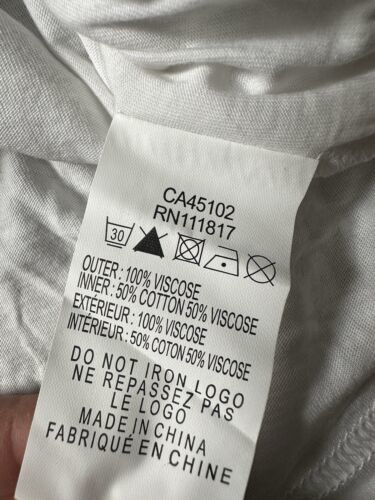 CA45102
RN111817
30
OUTER : 100% VISCOSE
INNER : 50% COTTON 50% VISCOSE
EXTÉRIEUR : 100% VISCOSE
INTÉRIEUR : 50% COTON 50% VISCOSE
DO NOT IRON LOGO
NE REPASSEZ PAS
LE LOGO
MADE IN CHINA
FABRIQUÉ EN CHINE